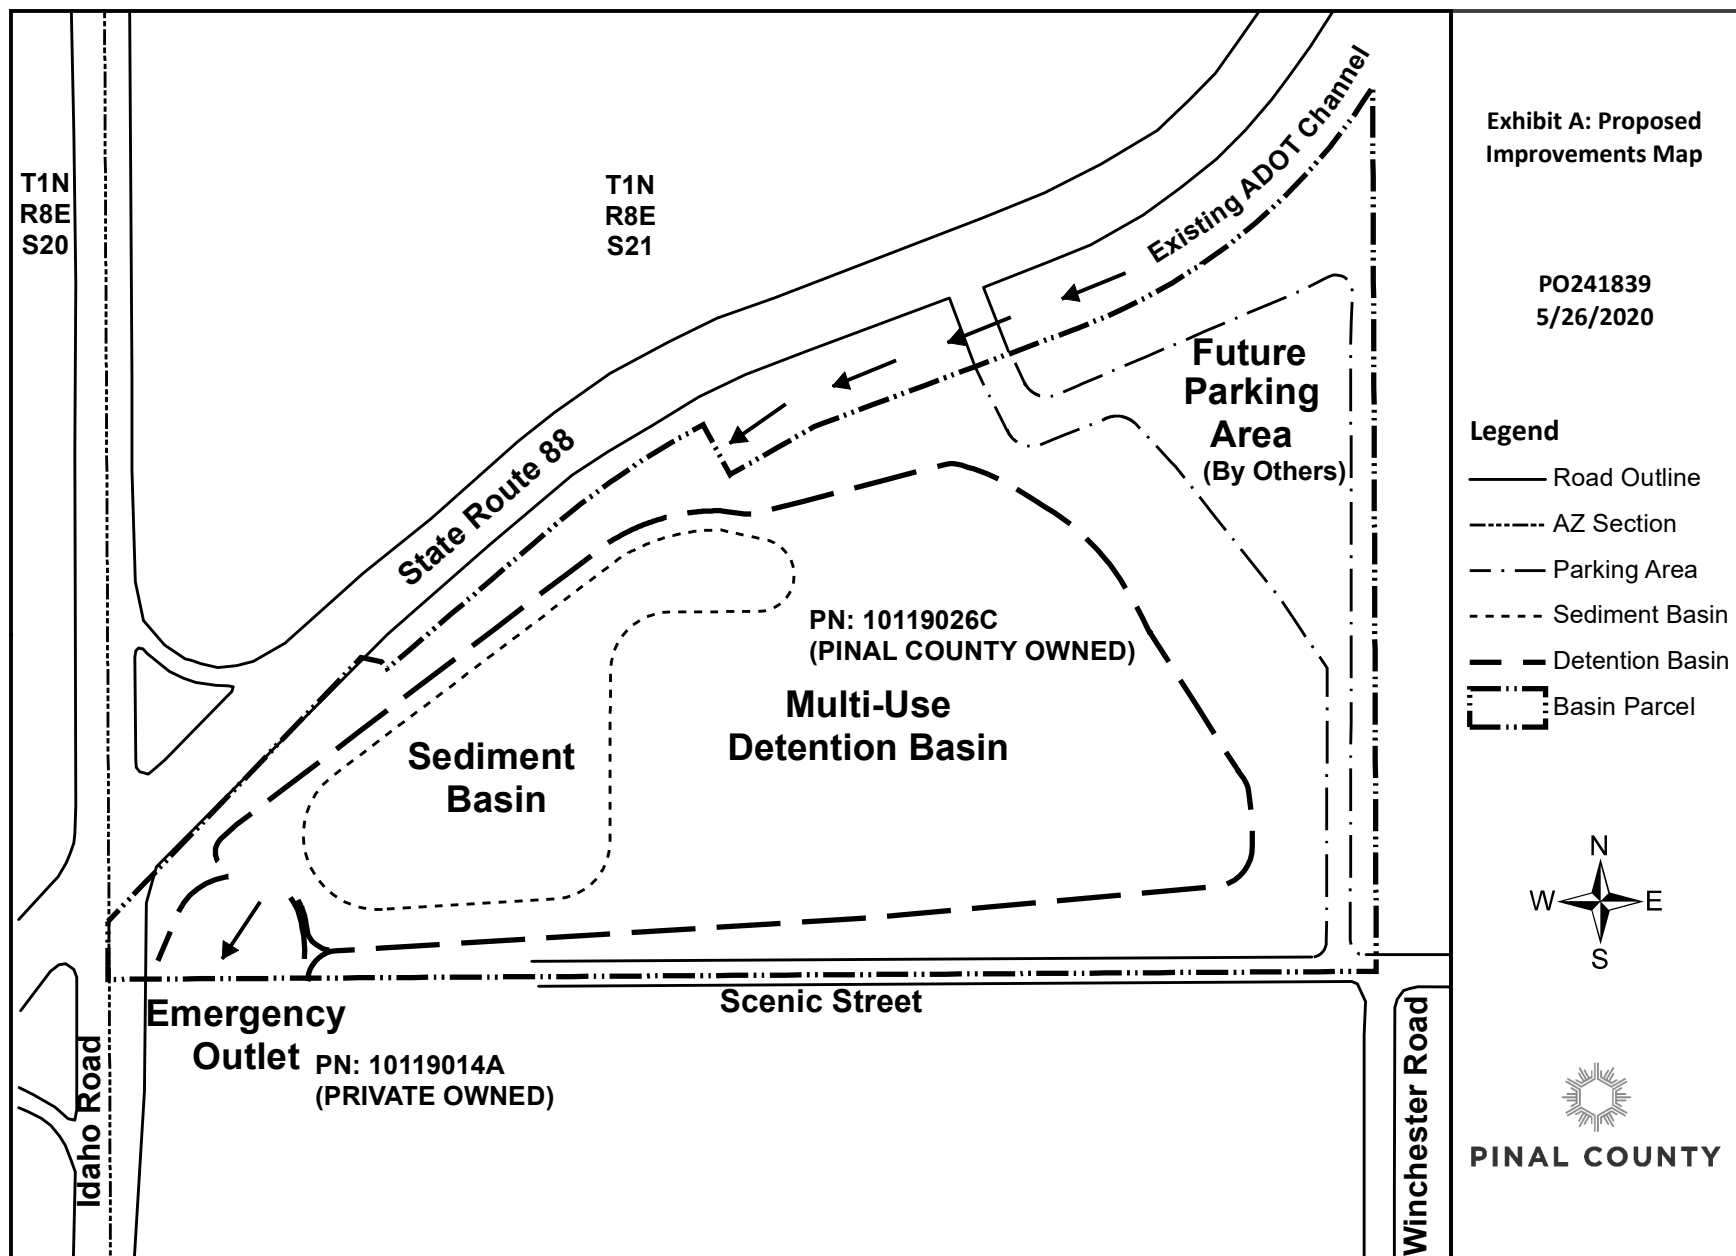 Exhibit A: Proposed
Improvements Map
PO241839
5/26/2020
T1N
R8E
S20
T1N
R8E
S21
Existing ADOT Channel
State Route 88
Future
Parking
Area
(By Others)
PN: 10119026C
(PINAL COUNTY OWNED)
Multi-Use
Detention Basin
Sediment
Basin
Emergency
Outlet
PN: 10119014A
(PRIVATE OWNED)
Scenic Street
Idaho Road
Winchester Road
Legend
Road Outline
AZ Section
Parking Area
Sediment Basin
Detention Basin
Basin Parcel
N
W
E
S
PINAL COUNTY